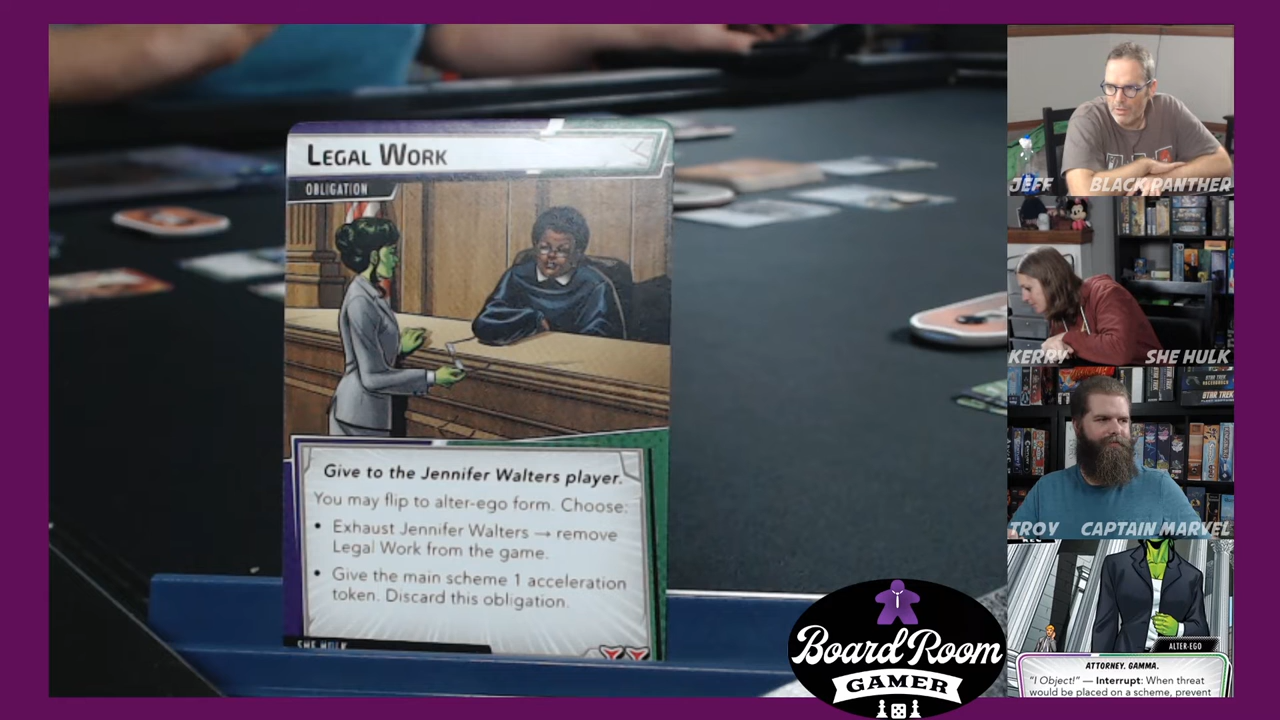 LEGAL WORK
OBLIGATION
Give to the Jennifer Walters player.
You may flip to alter-ego form. Choose:
• Exhaust Jennifer Walters → remove
Legal Work from the game.
• Give the main scheme 1 acceleration
token. Discard this obligation.
SHE HULK
JEFF BLACK PANTHER
KERRY SHE HULK
TROY CAPTAIN MARVEL
ALTER-EGO
ATTORNEY. GAMMA.
"I Object!" — Interrupt: When threat
would be placed on a scheme, prevent
Board Room
GAMER